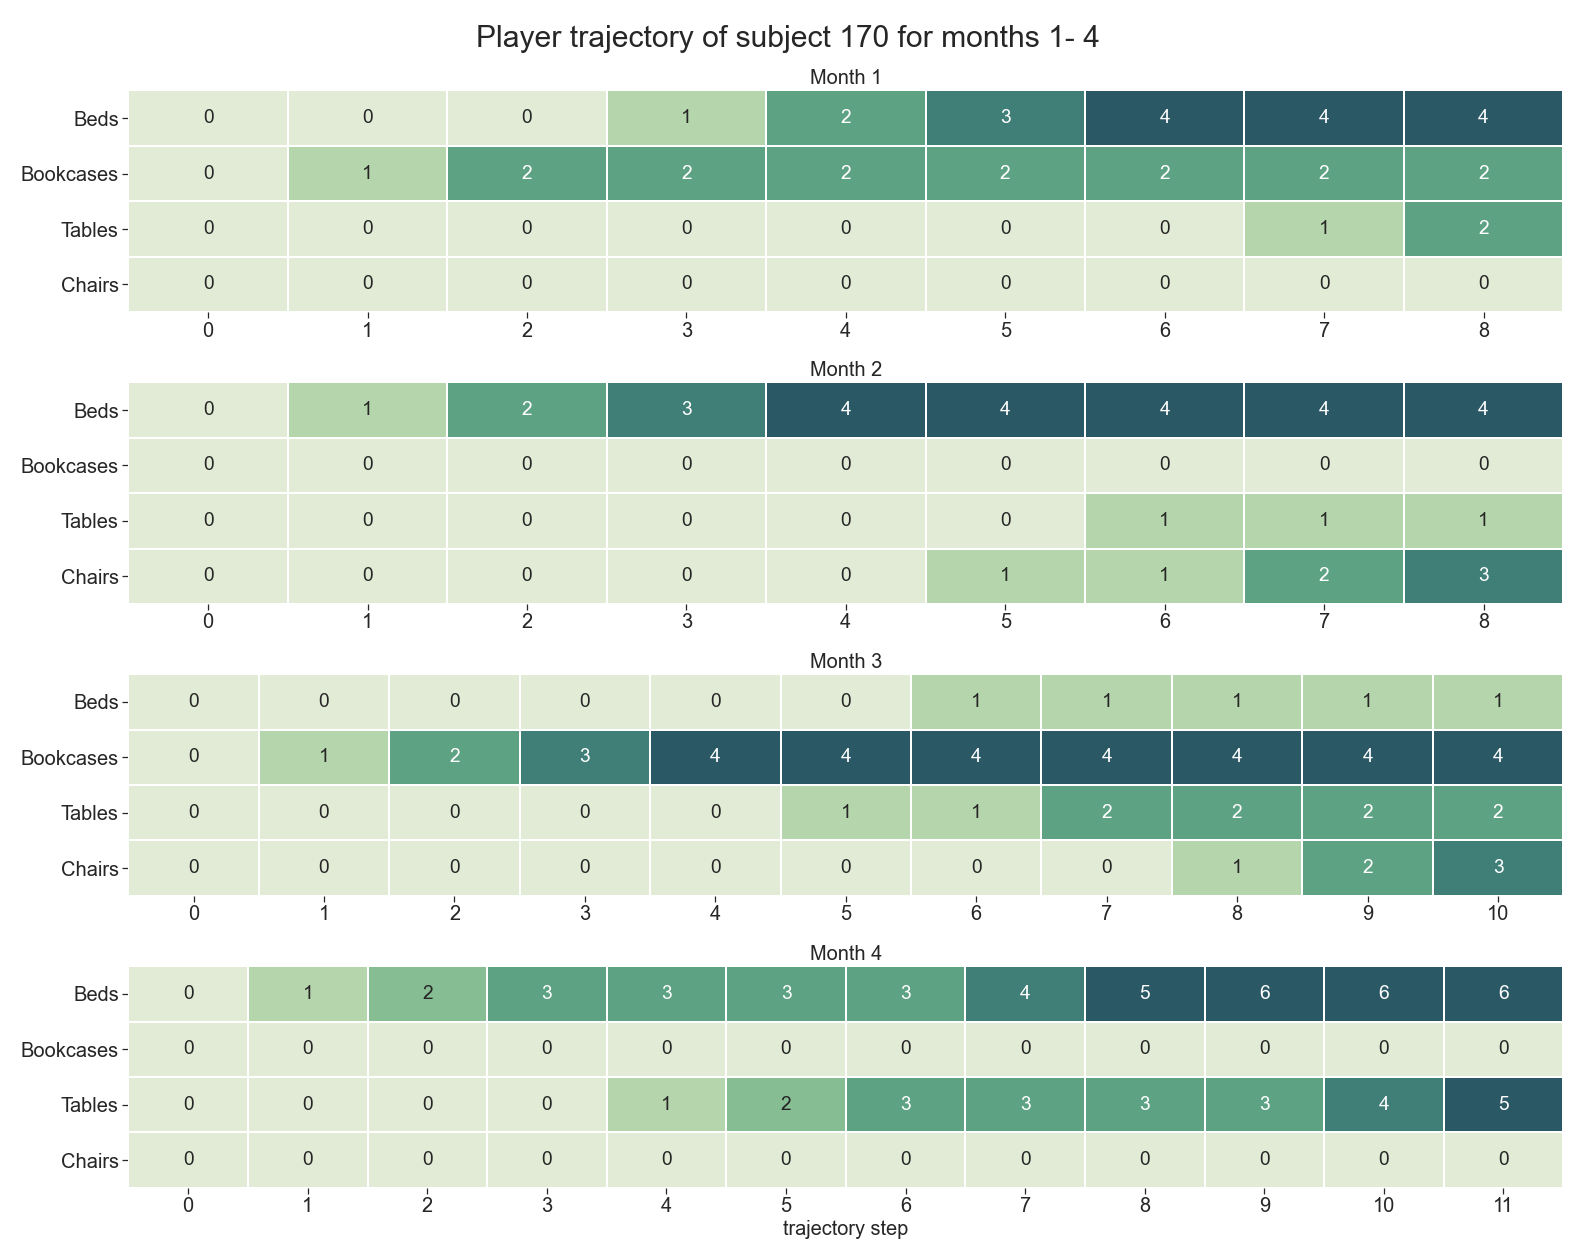 Player trajectory of subject 170 for months 1- 4
Month 1
Beds 0 0 0 1 2 3 4 4 4
Bookcases 0 1 2 2 2 2 2 2 2
Tables 0 0 0 0 0 0 0 1 2
Chairs 0 0 0 0 0 0 0 0 0
0 1 2 3 4 5 6 7 8
Month 2
Beds 0 1 2 3 4 4 4 4 4
Bookcases 0 0 0 0 0 0 0 0 0
Tables 0 0 0 0 0 0 1 1 1
Chairs 0 0 0 0 0 1 1 2 3
0 1 2 3 4 5 6 7 8
Month 3
Beds 0 0 0 0 0 0 1 1 1 1 1
Bookcases 0 1 2 3 4 4 4 4 4 4 4
Tables 0 0 0 0 0 1 1 2 2 2 2
Chairs 0 0 0 0 0 0 0 0 1 2 3
0 1 2 3 4 5 6 7 8 9 10
Month 4
Beds 0 1 2 3 3 3 3 4 5 6 6 6
Bookcases 0 0 0 0 0 0 0 0 0 0 0 0
Tables 0 0 0 0 1 2 3 3 3 3 4 5
Chairs 0 0 0 0 0 0 0 0 0 0 0 0
0 1 2 3 4 5 6 7 8 9 10 11
trajectory step